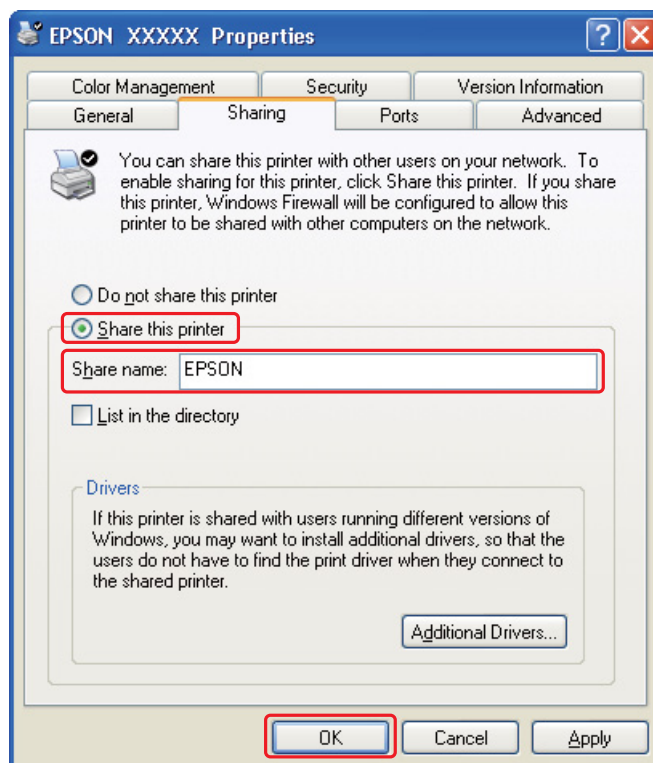 EPSON XXXXX Properties
Color Management Security Version Information
General Sharing Ports Advanced
You can share this printer with other users on your network. To
enable sharing for this printer, click Share this printer. If you share
this printer, Windows Firewall will be configured to allow this
printer to be shared with other computers on the network.
Do not share this printer
Share this printer
Share name: EPSON
List in the directory
Drivers
If this printer is shared with users running different versions of
Windows, you may want to install additional drivers, so that the
users do not have to find the print driver when they connect to
the shared printer.
Additional Drivers...
OK Cancel Apply